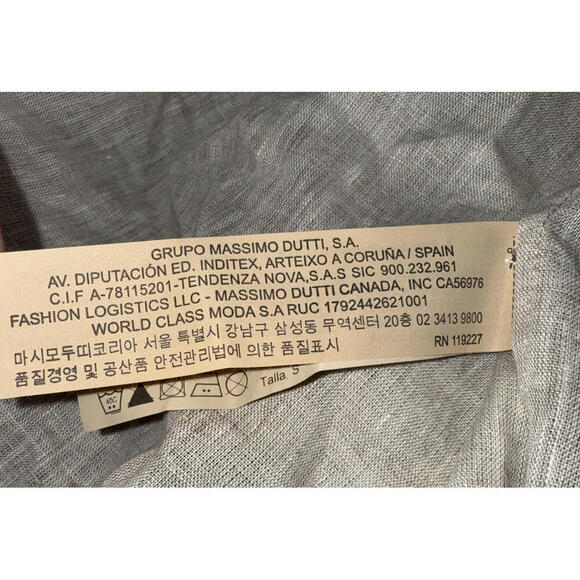 GRUPO MASSIMO DUTTI, S.A.
AV. DIPUTACIÓN ED. INDITEX, ARTEIXO A CORUÑA / SPAIN
C.I.F A-78115201-TENDENZA NOVA,S.A.S SIC 900.232.961
FASHION LOGISTICS LLC - MASSIMO DUTTI CANADA, INC CA56976
WORLD CLASS MODA S.A RUC 1792442621001
마시모두띠코리아 서울 특별시 강남구 삼성동 무역센터 20층 02 3413 9800
품질경영 및 공산품 안전관리법에 의한 품질표시
RN 119227
40C
Talla. S